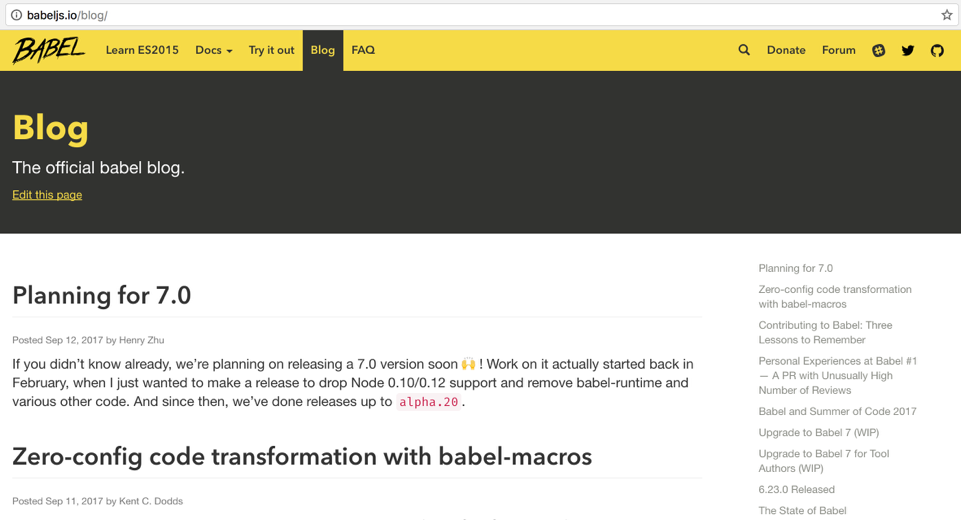 babeljs.io/blog/
BABEL Learn ES2015 Docs Try it out Blog FAQ Donate Forum
Blog
The official babel blog.
Edit this page
Planning for 7.0
Posted Sep 12, 2017 by Henry Zhu
If you didn’t know already, we’re planning on releasing a 7.0 version soon 🙌 ! Work on it actually started back in
February, when I just wanted to make a release to drop Node 0.10/0.12 support and remove babel-runtime and
various other code. And since then, we’ve done releases up to alpha.20 .
Zero-config code transformation with babel-macros
Posted Sep 11, 2017 by Kent C. Dodds
Planning for 7.0
Zero-config code transformation
with babel-macros
Contributing to Babel: Three
Lessons to Remember
Personal Experiences at Babel #1
— A PR with Unusually High
Number of Reviews
Babel and Summer of Code 2017
Upgrade to Babel 7 (WIP)
Upgrade to Babel 7 for Tool
Authors (WIP)
6.23.0 Released
The State of Babel